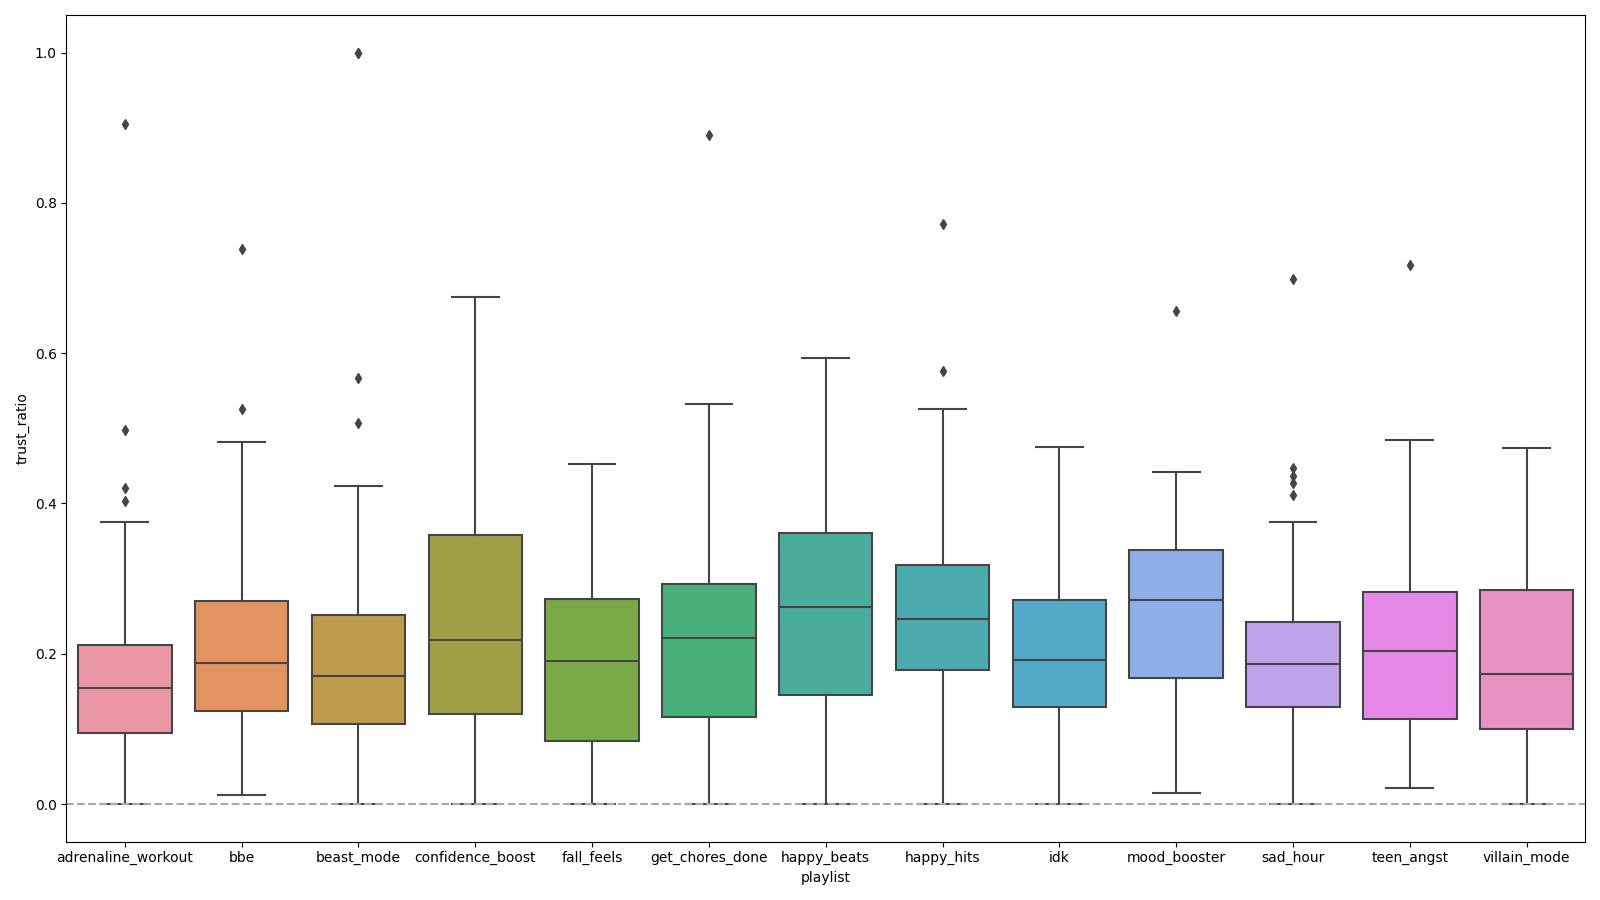 trust_ratio
1.0
0.8
0.6
0.4
0.2
0.0
adrenaline_workout bbe beast_mode confidence_boost fall_feels get_chores_done happy_beats happy_hits idk mood_booster sad_hour teen_angst villain_mode
playlist